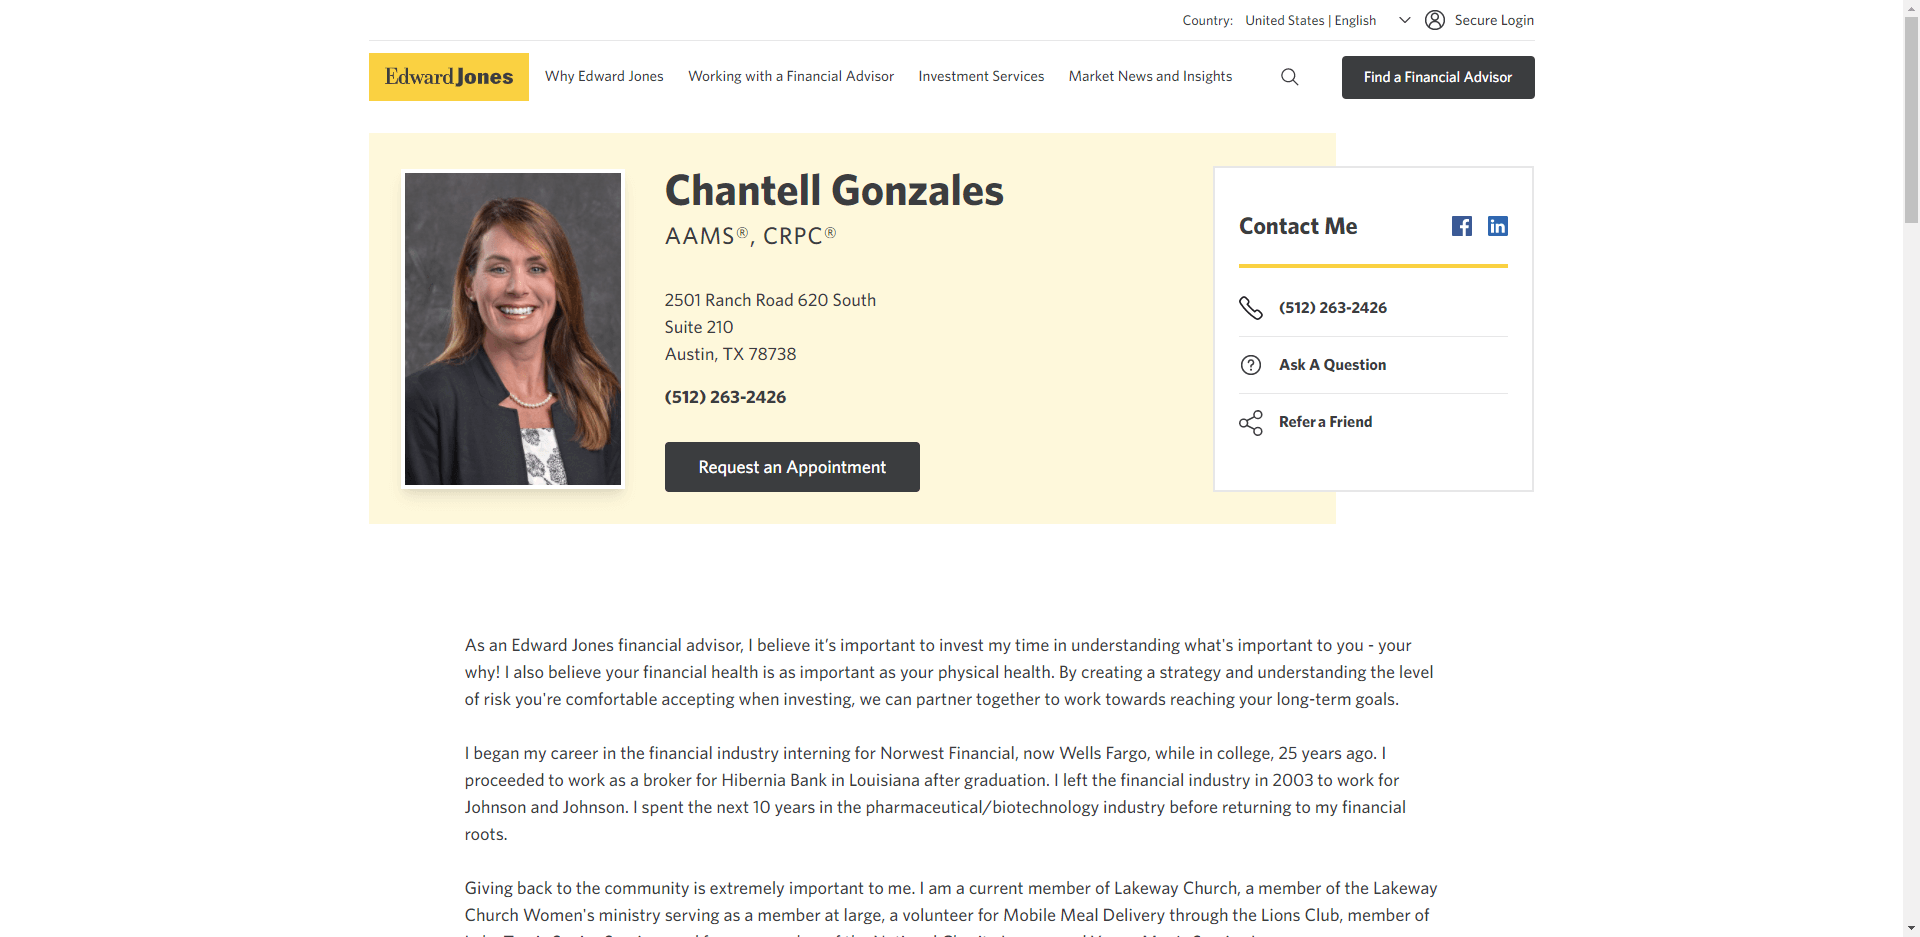 Country: United States | English Secure Login
Edward Jones Why Edward Jones Working with a Financial Advisor Investment Services Market News and Insights Find a Financial Advisor
Chantell Gonzales
AAMS®, CRPC®
2501 Ranch Road 620 South
Suite 210
Austin, TX 78738
(512) 263-2426
Request an Appointment
Contact Me
(512) 263-2426
Ask A Question
Refer a Friend
As an Edward Jones financial advisor, I believe it’s important to invest my time in understanding what's important to you - your
why! I also believe your financial health is as important as your physical health. By creating a strategy and understanding the level
of risk you're comfortable accepting when investing, we can partner together to work towards reaching your long-term goals.
I began my career in the financial industry interning for Norwest Financial, now Wells Fargo, while in college, 25 years ago. I
proceeded to work as a broker for Hibernia Bank in Louisiana after graduation. I left the financial industry in 2003 to work for
Johnson and Johnson. I spent the next 10 years in the pharmaceutical/biotechnology industry before returning to my financial
roots.
Giving back to the community is extremely important to me. I am a current member of Lakeway Church, a member of the Lakeway
Church Women's ministry serving as a member at large, a volunteer for Mobile Meal Delivery through the Lions Club, member of